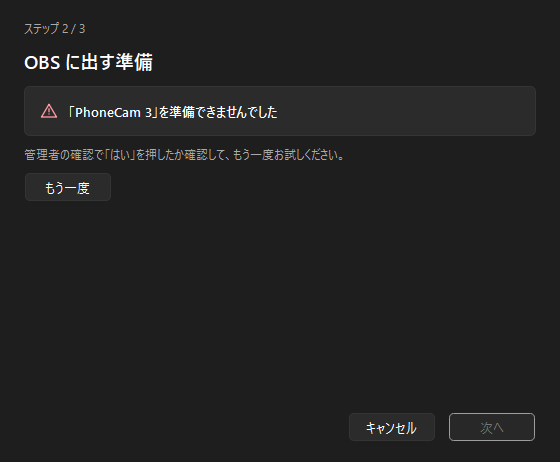 ステップ 2 / 3
OBS に出す準備
「PhoneCam 3」を準備できませんでした
管理者の確認で「はい」を押したか確認して、もう一度お試しください。
もう一度
キャンセル
次へ